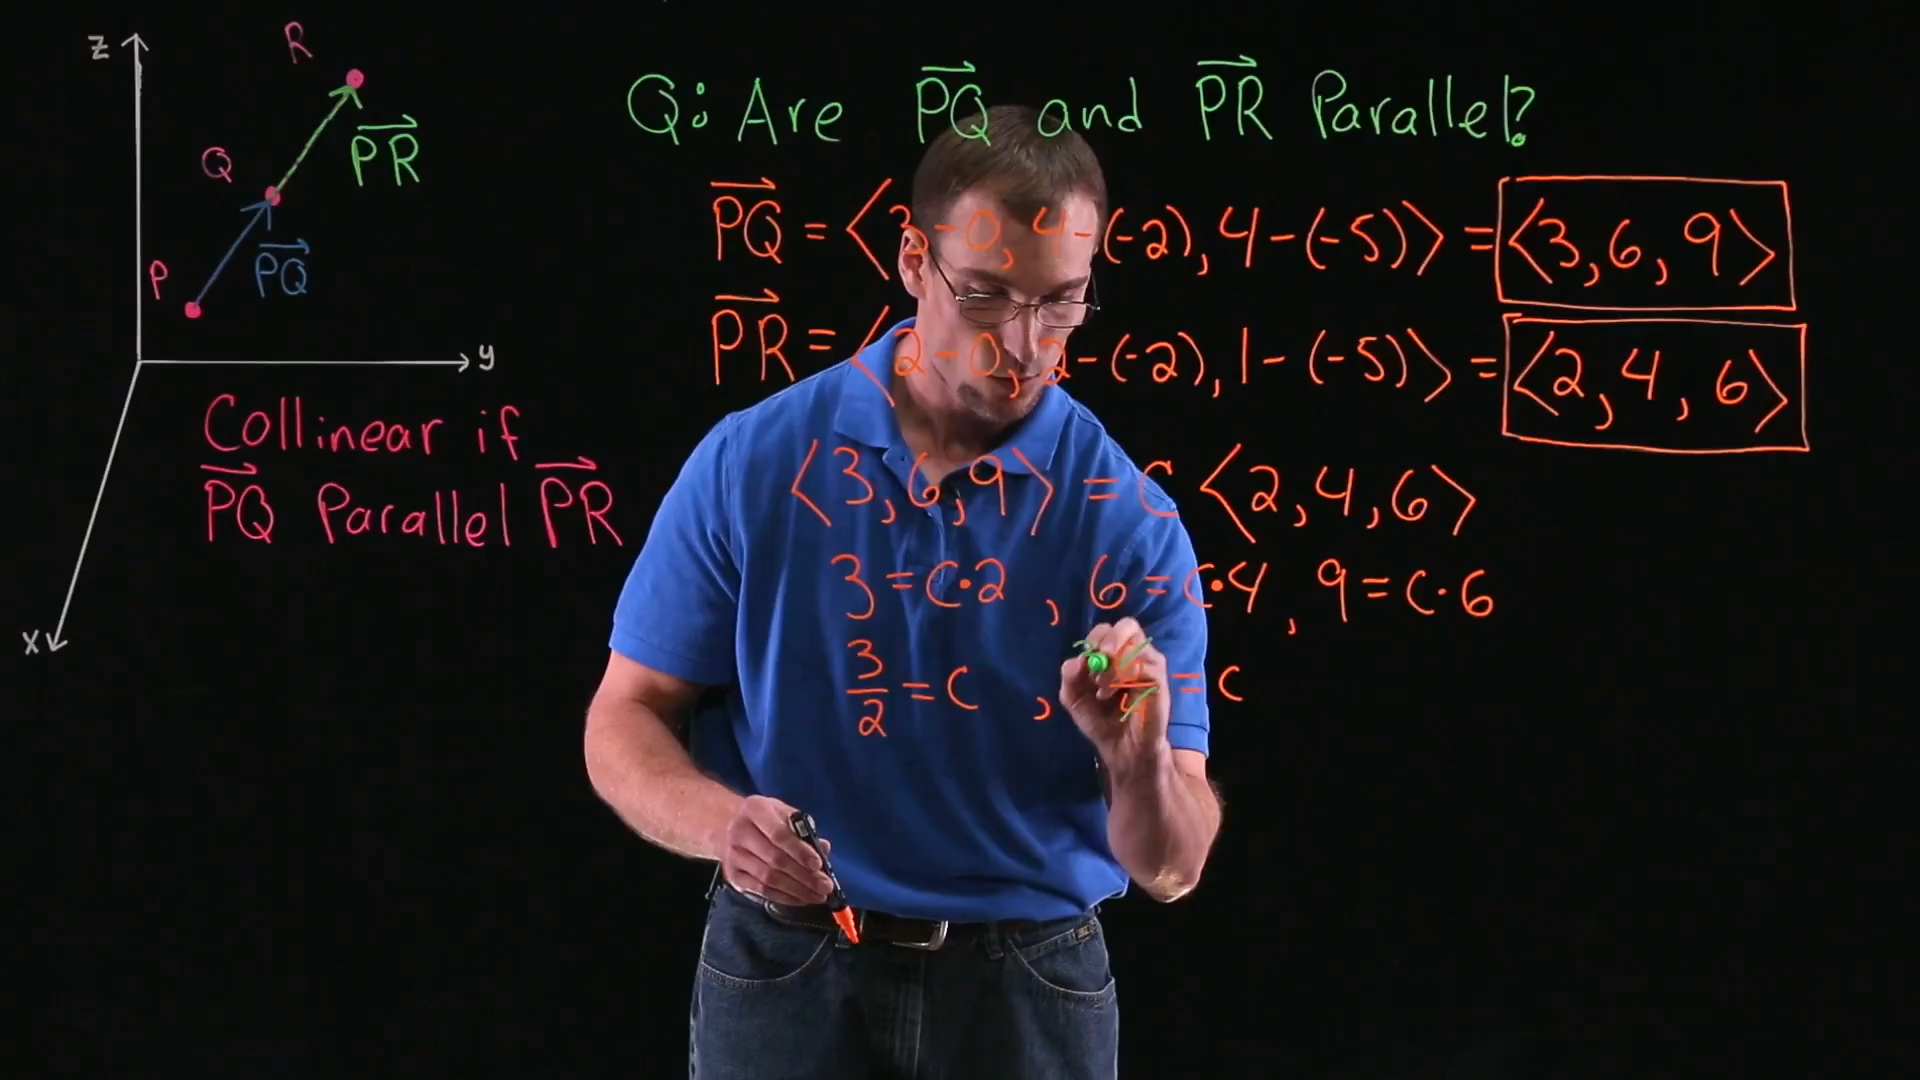 z
R
PR
Q
PQ
P
y
x
Collinear if
PQ Parallel PR
Q: Are PQ and PR Parallel?
PQ = ⟨3-0, 4-(-2), 4-(-5)⟩ = ⟨3, 6, 9⟩
PR = ⟨2-0, 2-(-2), 1-(-5)⟩ = ⟨2, 4, 6⟩
⟨3, 6, 9⟩ = C ⟨2, 4, 6⟩
3 = C·2 , 6 = C·4 , 9 = C·6
3/2 = C , 6/4 = C